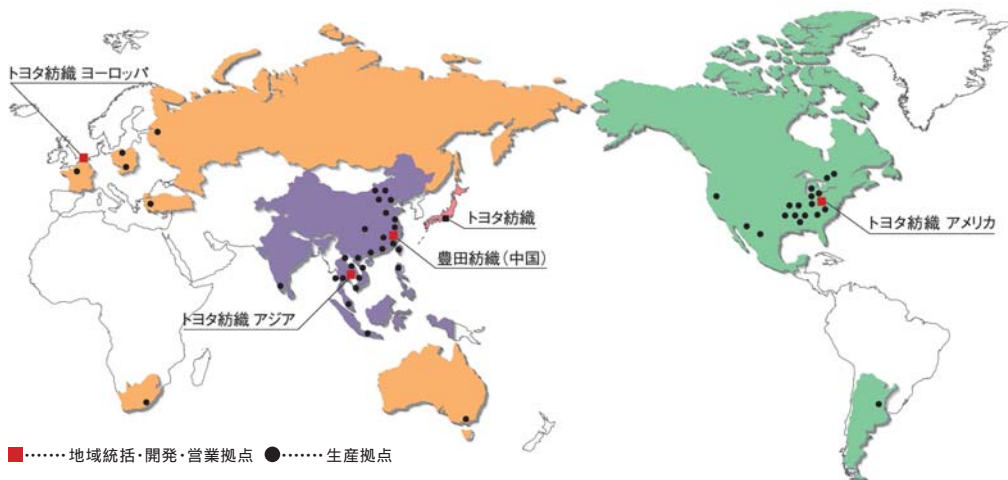 トヨタ紡織 ヨーロッパ
トヨタ紡織
トヨタ紡織 アメリカ
豊田紡織（中国）
トヨタ紡織 アジア
■‥‥‥‥地域統括・開発・営業拠点 ●‥‥‥‥生産拠点